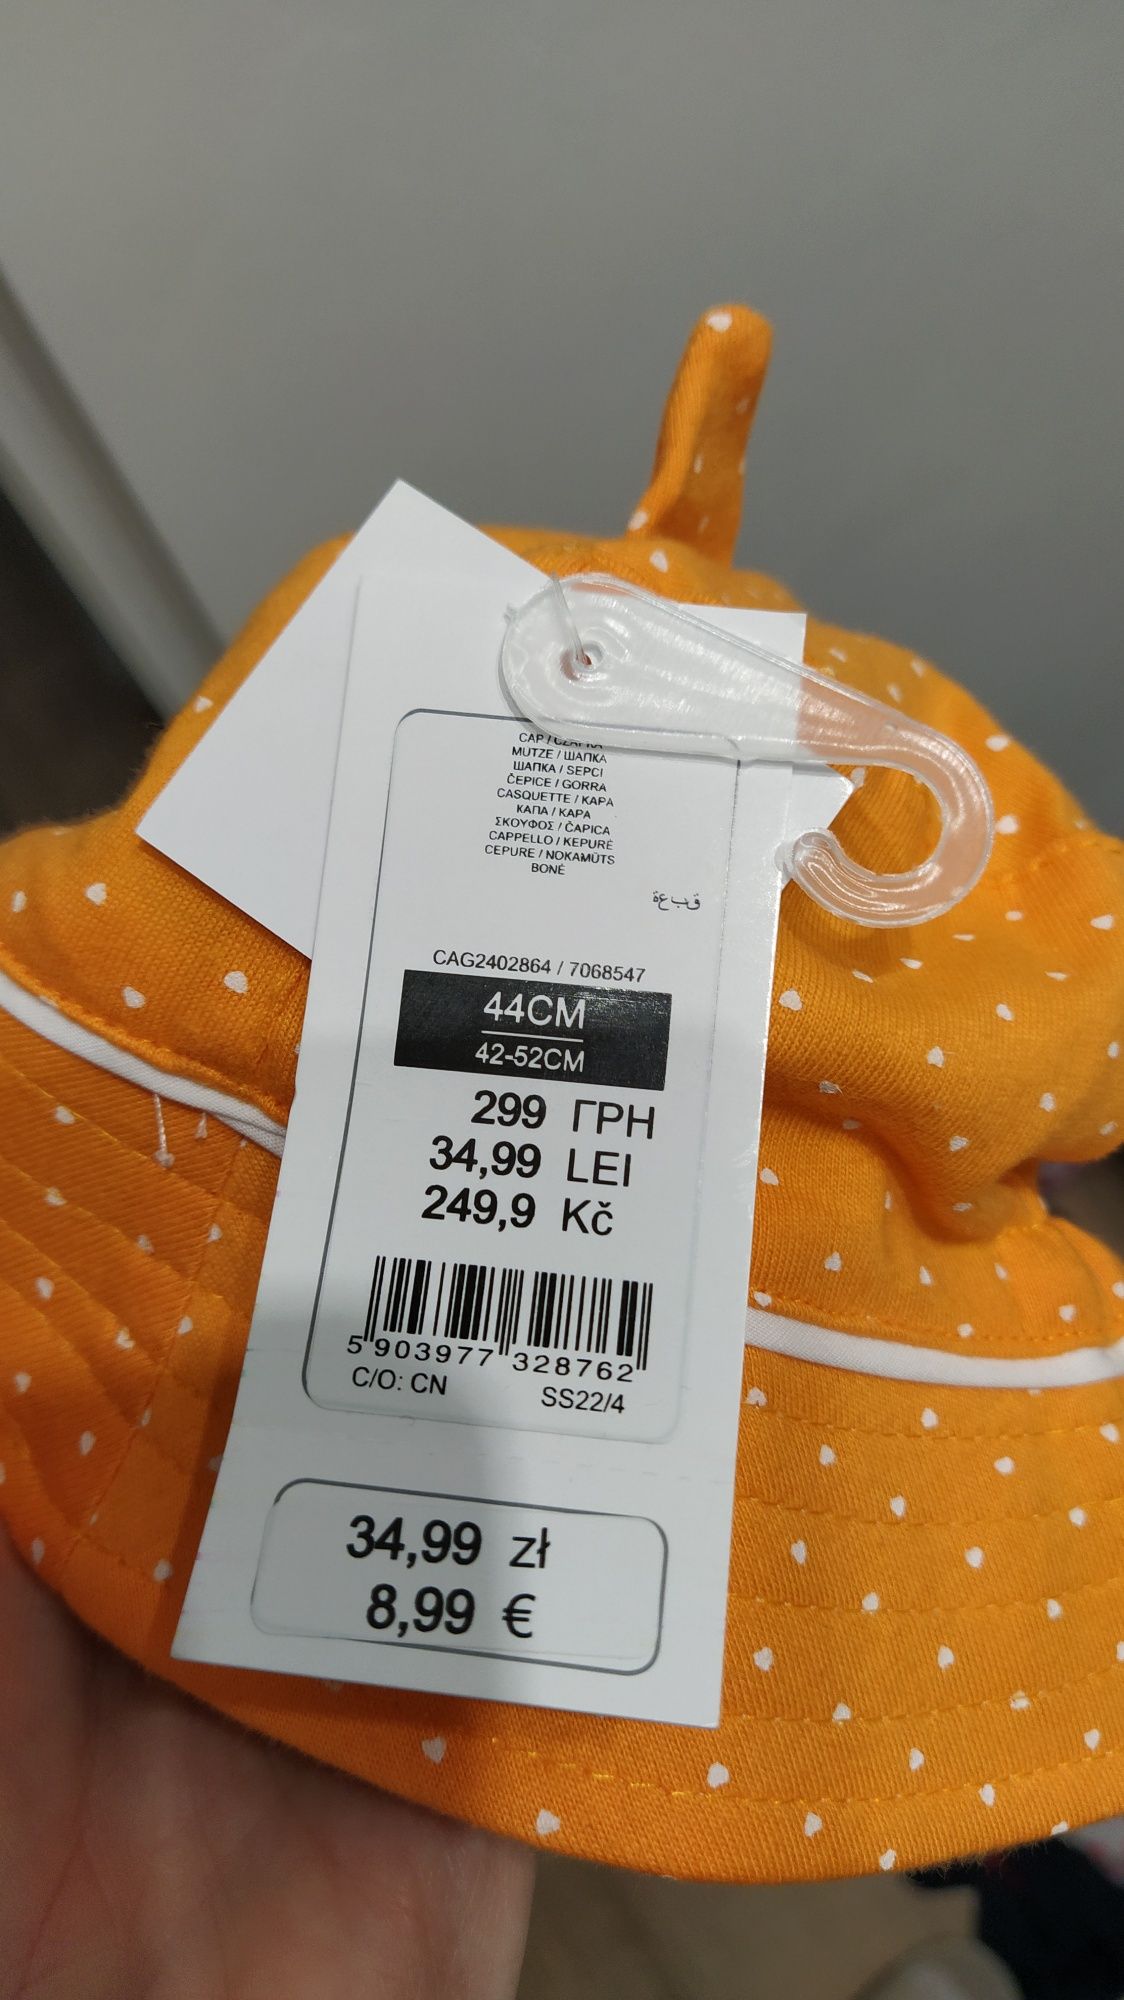 CAP / CZAPKA
MUTZE / ШАПКА
ШАПКА / SEPCI
ČEPICE / GORRA
CASQUETTE / KAPA
КАПА / KAPA
ΣΚΟΥΦΟΣ / ČAPICA
CAPPELLO / KEPURĖ
CEPURE / NOKAMÜTS
BONÉ
ق ب ع ة
CAG2402864 / 7068547
44CM
42-52CM
299 ГРН
34,99 LEI
249,9 Kč
5 903977 328762
C/O: CN SS22/4
34,99 zł
8,99 €